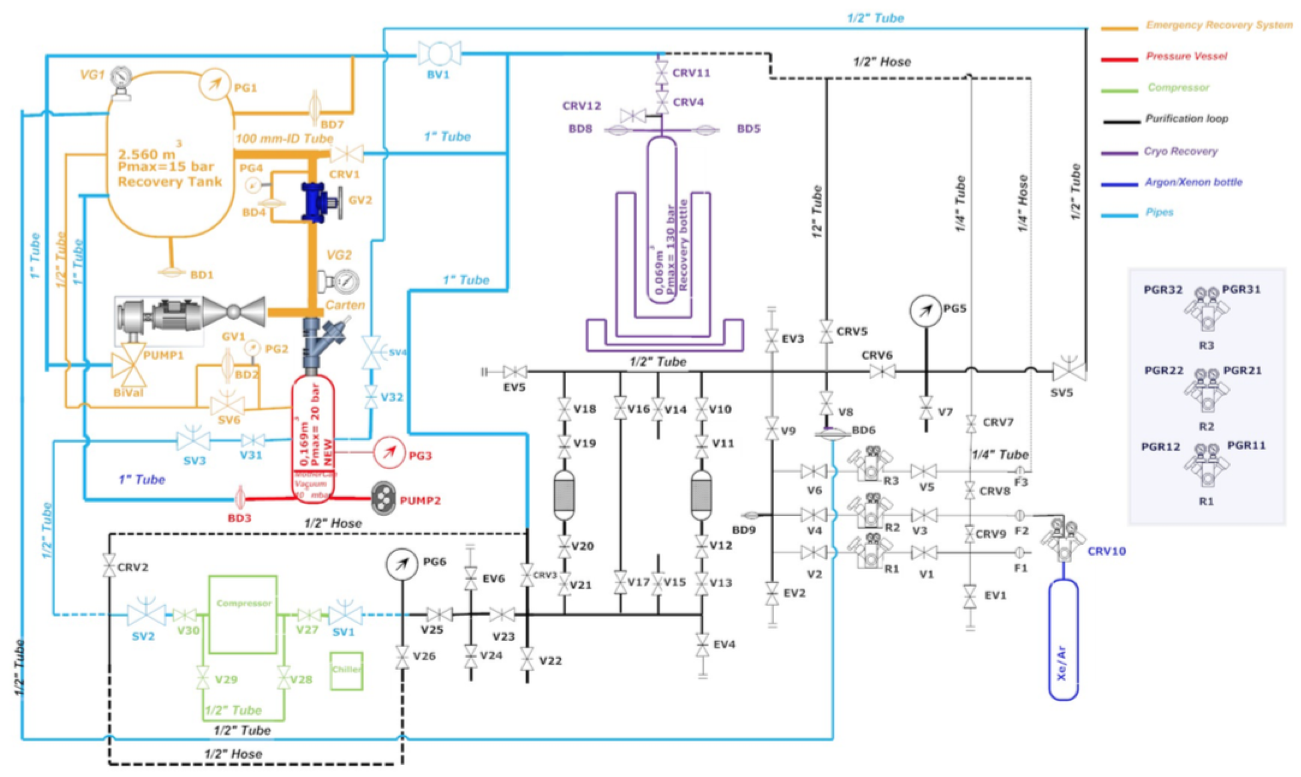 1/2" Tube
Emergency Recovery System
Pressure Vessel
Compressor
Purification loop
Cryo Recovery
Argon/Xenon bottle
Pipes
VG1
PG1
BV1
BD7
1/2" Hose
CRV11
CRV4
CRV12
BD8
BD5
100 mm-ID Tube
1" Tube
2.560 m
3
Pmax=15 bar
Recovery Tank
PG4
CRV1
BD4
GV2
BD1
VG2
Carten
1" Tube
1/2" Tube
1" Tube
1" Tube
0,069m
3
Pmax= 130 bar
Recovery bottle
12" Tube
1/4" Tube
1/4" Hose
1/2" Tube
PUMP1
BiVal
GV1
PG2
BD2
SV6
SV4
V32
SV3
V31
0,169m
3
Pmax= 20 bar
NEW
Vacuum
mbar
PG3
1" Tube
BD3
PUMP2
1/2" Tube
1/2" Tube
EV5
EV3
CRV5
PG5
CRV6
SV5
V18
V16
V14
V10
V9
V8
V7
V19
V11
BD6
CRV7
1/4" Tube
V6
R3
V5
F3
CRV8
BD9
V4
R2
V3
CRV9
F2
V2
R1
V1
F1
CRV10
EV2
EV1
Xe/Ar
V20
V12
V21
V17
V15
V13
EV4
1/2" Hose
CRV2
PG6
EV6
CRV3
Compressor
SV2
V30
V27
SV1
V25
V23
V26
V24
V22
V29
V28
Chiller
1/2" Tube
1/2" Tube
1/2" Tube
1/2" Hose
PGR32
PGR31
R3
PGR22
PGR21
R2
PGR12
PGR11
R1